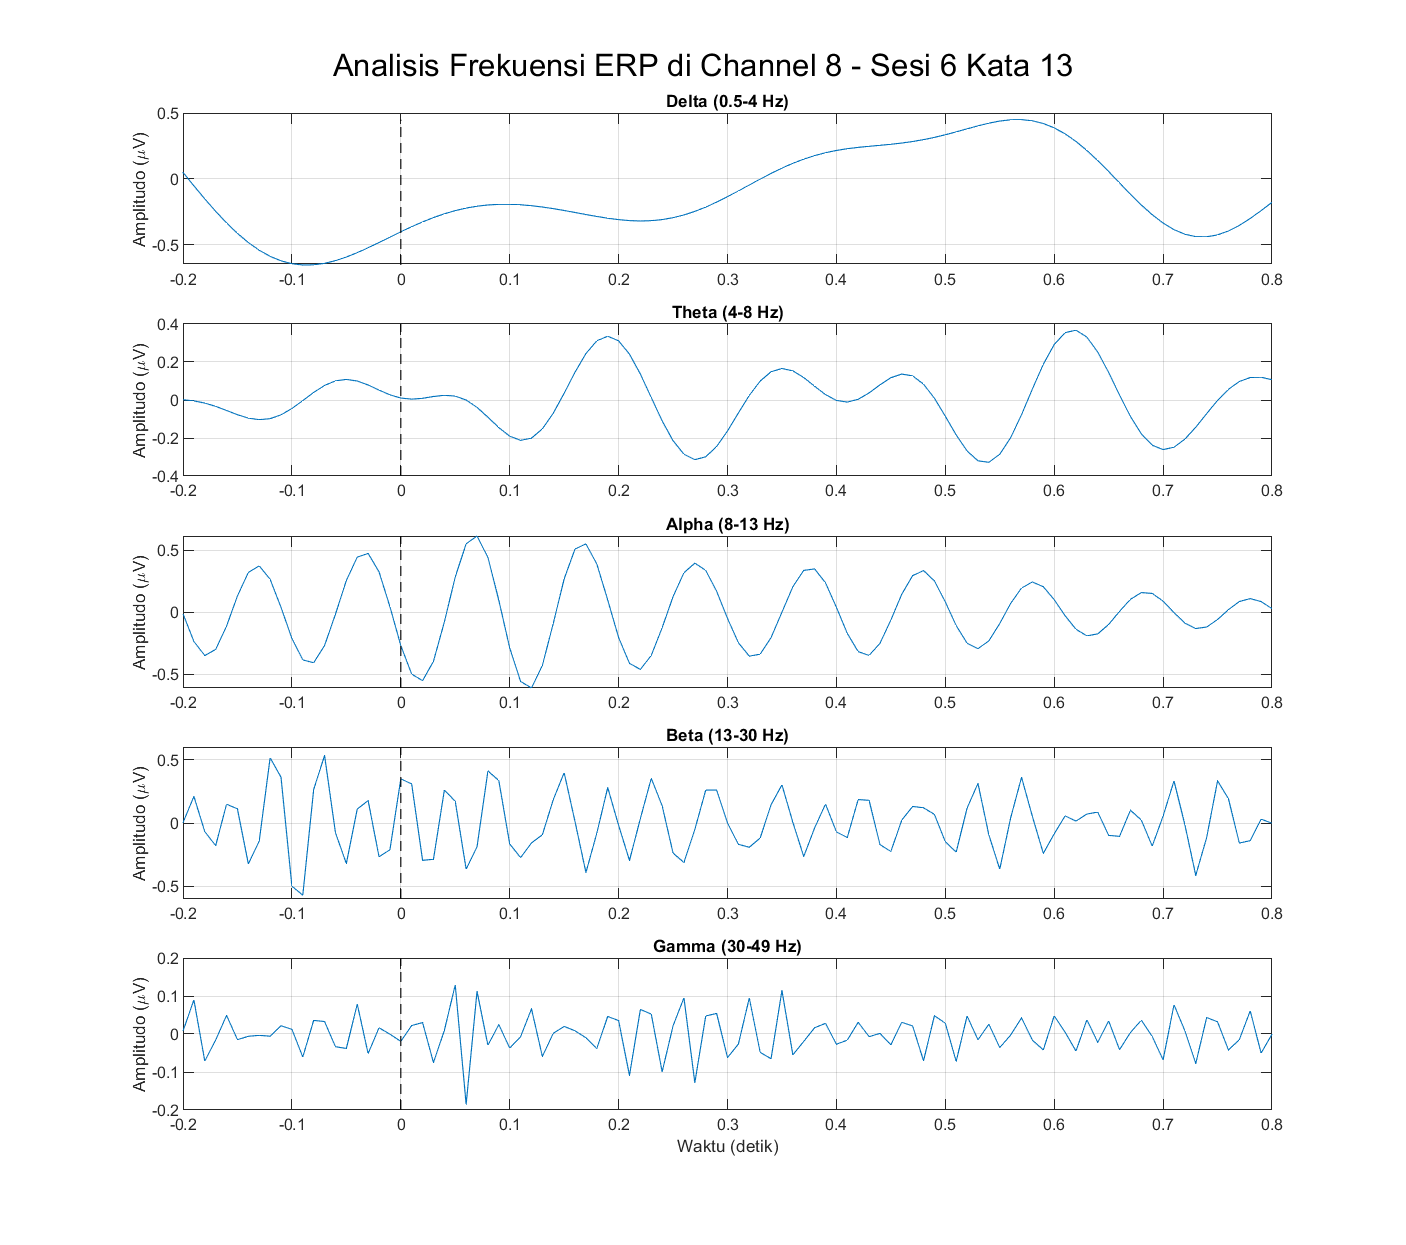 Analisis Frekuensi ERP di Channel 8 - Sesi 6 Kata 13
Delta (0.5-4 Hz)
Amplitudo (μV)
0.5
0
-0.5
-0.2 -0.1 0 0.1 0.2 0.3 0.4 0.5 0.6 0.7 0.8
Theta (4-8 Hz)
Amplitudo (μV)
0.4
0.2
0
-0.2
-0.4
-0.2 -0.1 0 0.1 0.2 0.3 0.4 0.5 0.6 0.7 0.8
Alpha (8-13 Hz)
Amplitudo (μV)
0.5
0
-0.5
-0.2 -0.1 0 0.1 0.2 0.3 0.4 0.5 0.6 0.7 0.8
Beta (13-30 Hz)
Amplitudo (μV)
0.5
0
-0.5
-0.2 -0.1 0 0.1 0.2 0.3 0.4 0.5 0.6 0.7 0.8
Gamma (30-49 Hz)
Amplitudo (μV)
0.2
0.1
0
-0.1
-0.2
-0.2 -0.1 0 0.1 0.2 0.3 0.4 0.5 0.6 0.7 0.8
Waktu (detik)